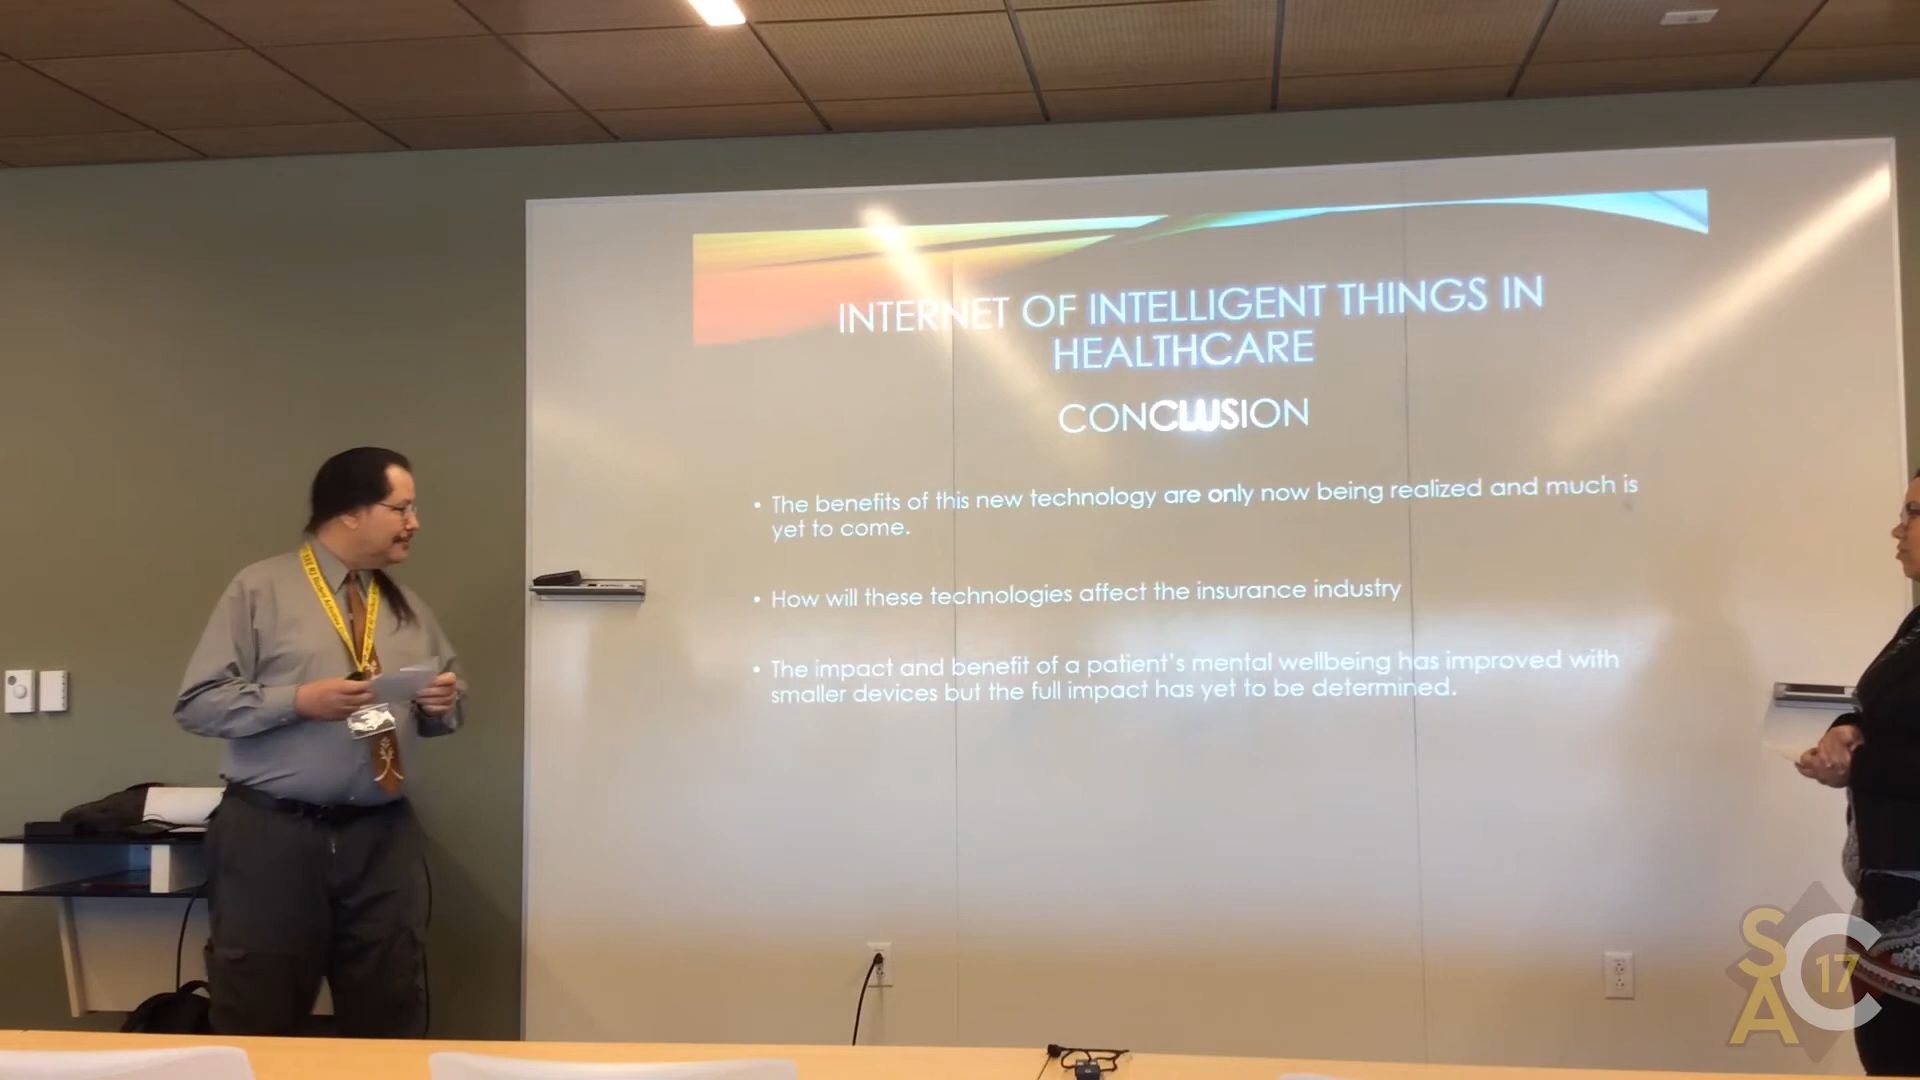 INTERNET OF INTELLIGENT THINGS IN
HEALTHCARE
CONCLUSION
• The benefits of this new technology are only now being realized and much is
yet to come.
• How will these technologies affect the insurance industry
• The impact and benefit of a patient's mental wellbeing has improved with
smaller devices but the full impact has yet to be determined.
SAC
17